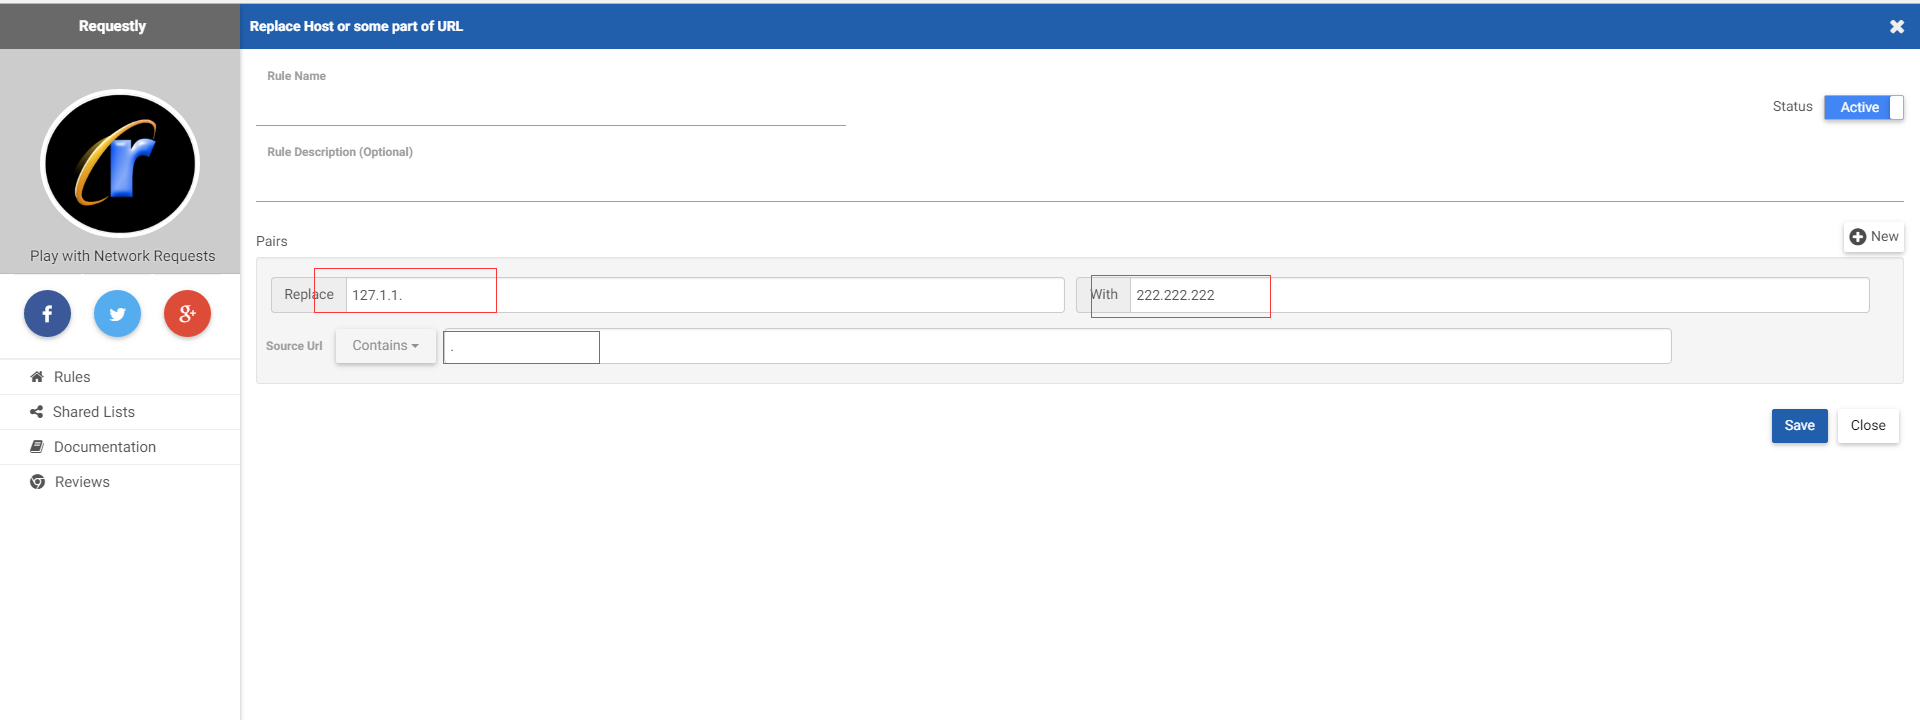 Requestly
Replace Host or some part of URL
Rule Name
Status Active
Rule Description (Optional)
r
Play with Network Requests
Pairs
New
Replace 127.1.1. With 222.222.222
Source Url Contains .
Save Close
f
g+
Rules
Shared Lists
Documentation
Reviews